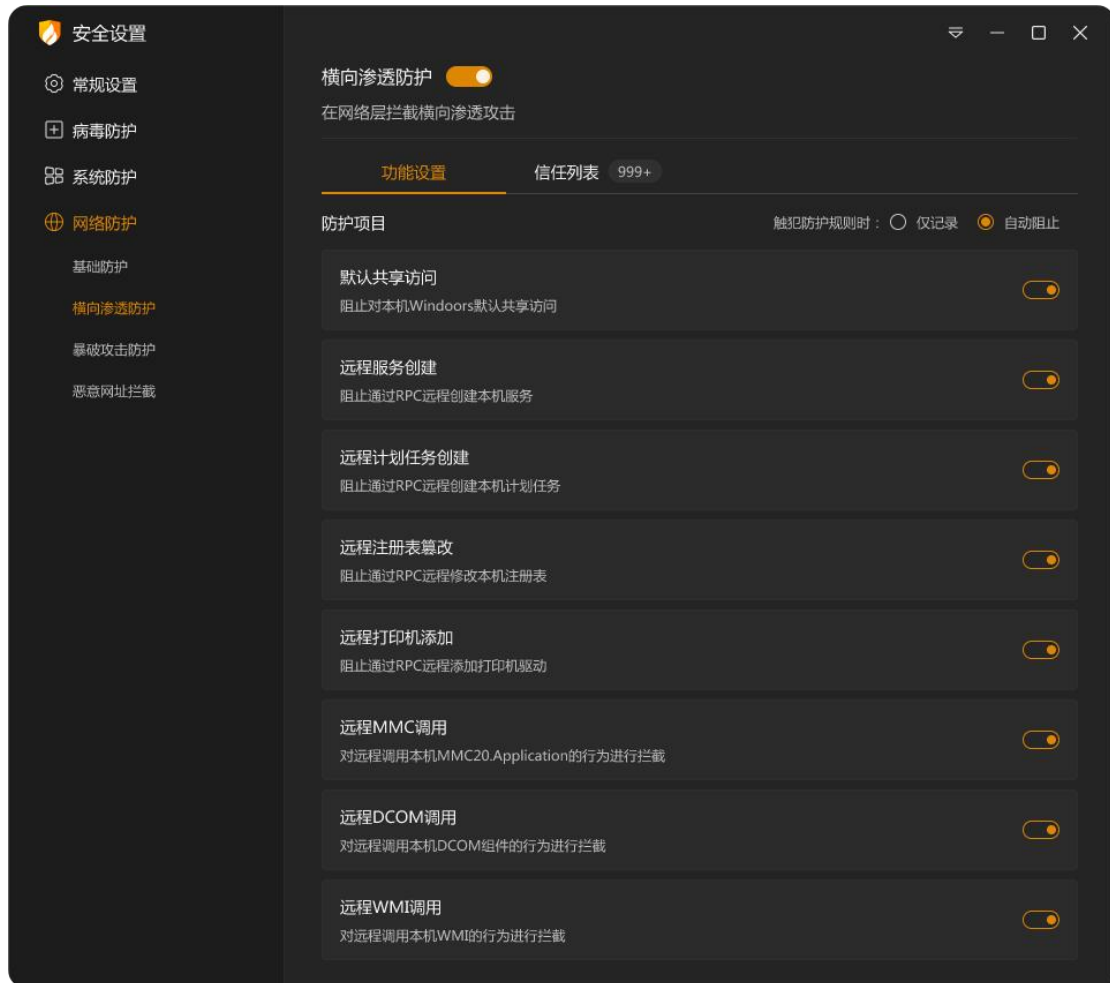 安全设置
常规设置
病毒防护
系统防护
网络防护
基础防护
横向渗透防护
暴破攻击防护
恶意网址拦截
横向渗透防护
在网络层拦截横向渗透攻击
功能设置 信任列表 999+
防护项目 触犯防护规则时： 仅记录 自动阻止
默认共享访问
阻止对本机Windoors默认共享访问
远程服务创建
阻止通过RPC远程创建本机服务
远程计划任务创建
阻止通过RPC远程创建本机计划任务
远程注册表篡改
阻止通过RPC远程修改本机注册表
远程打印机添加
阻止通过RPC远程添加打印机驱动
远程MMC调用
对远程调用本机MMC20.Application的行为进行拦截
远程DCOM调用
对远程调用本机DCOM组件的行为进行拦截
远程WMI调用
对远程调用本机WMI的行为进行拦截